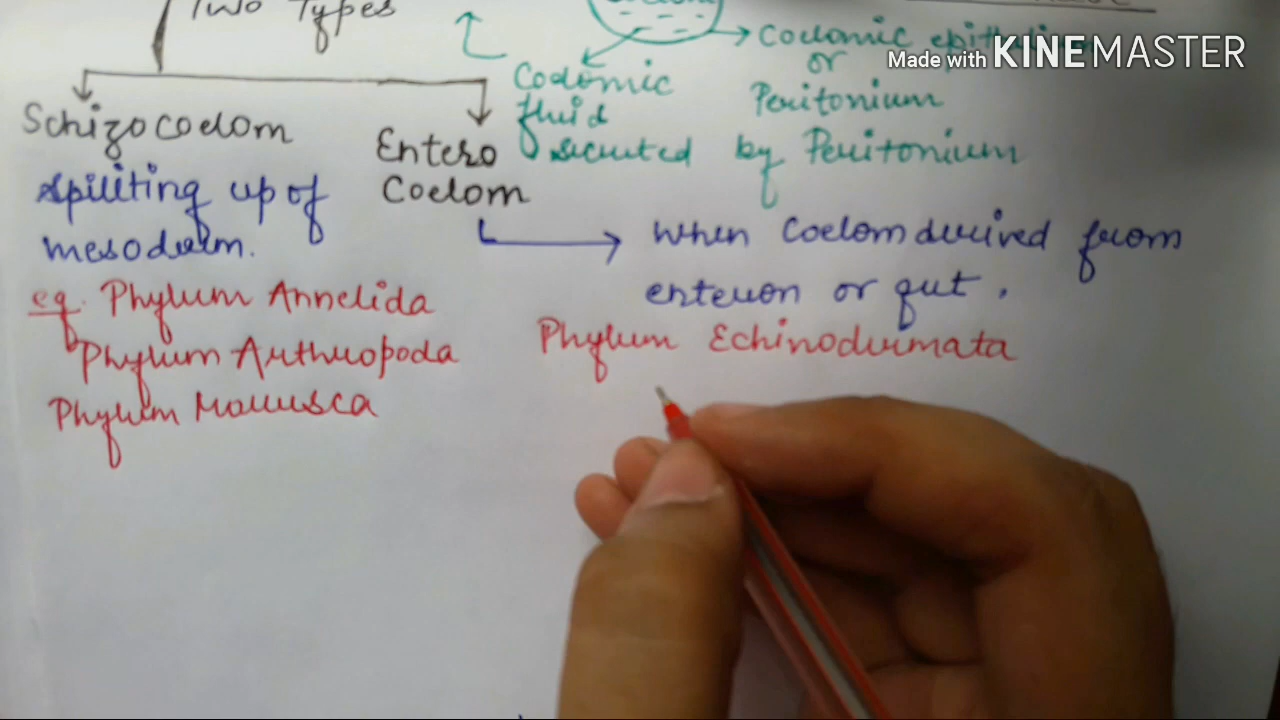 Two Types
Coelomic epithelium
Made with KINEMASTER
or
Peritonium
Coelomic
fluid
secreted by Peritonium
Schizocoelom
Entero
Coelom
spiliting up of
mesoderm.
When Coelom derived from
enteron or gut.
eg. Phylum Annelida
Phylum Arthropoda
Phylum Mollusca
Phylum Echinodermata